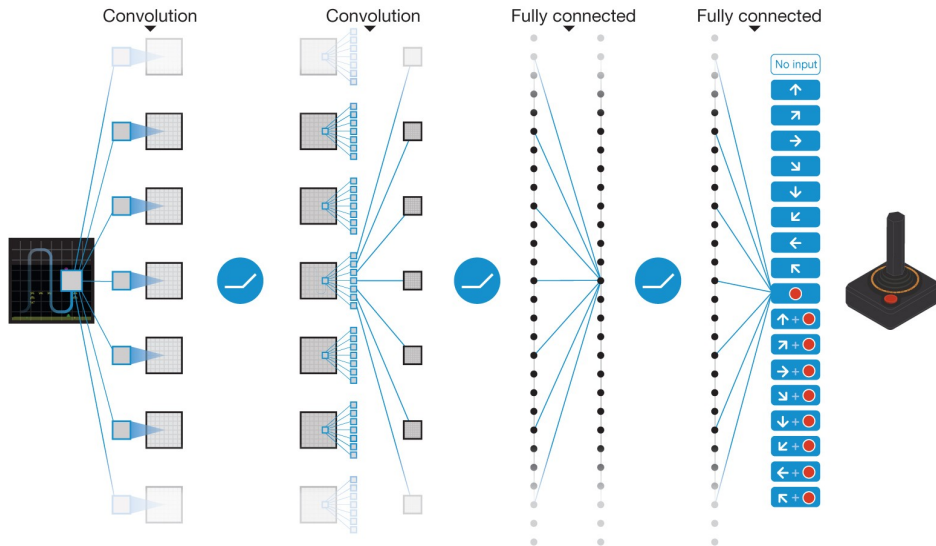 Convolution
Convolution
Fully connected
Fully connected
No input
+
+
+
+
+
+
+
+